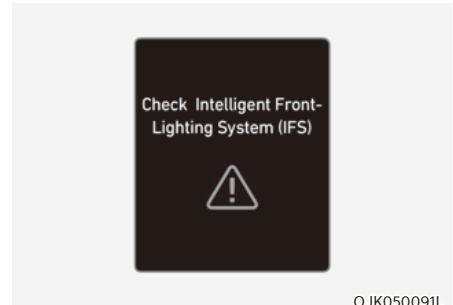 Check Intelligent Front-
Lighting System (IFS)
OJK050091L